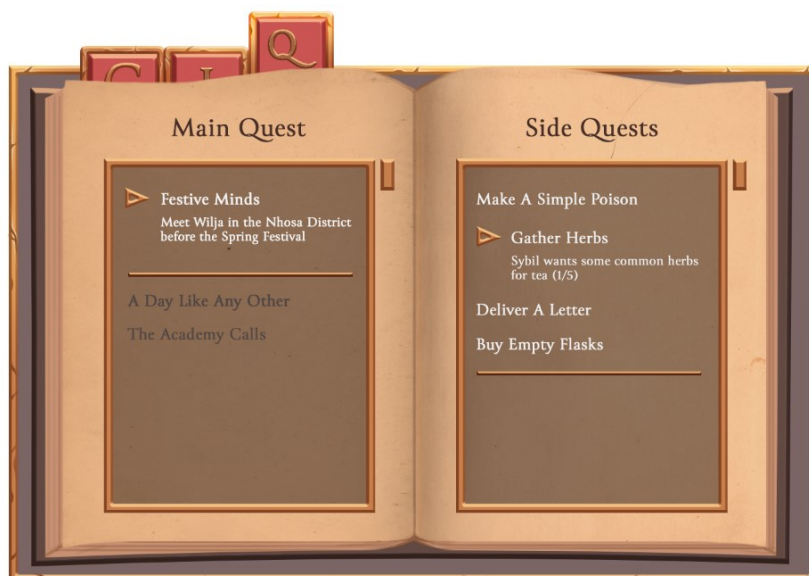 Q
Main Quest
Festive Minds
Meet Wilja in the Nhosa District
before the Spring Festival
A Day Like Any Other
The Academy Calls
Side Quests
Make A Simple Poison
Gather Herbs
Sybil wants some common herbs
for tea (1/5)
Deliver A Letter
Buy Empty Flasks